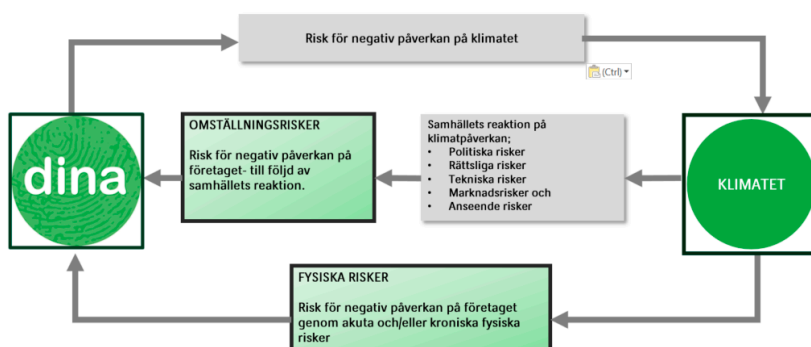 Risk för negativ påverkan på klimatet
(Ctrl)
dina
OMSTÄLLNINGSRISKER
Risk för negativ påverkan på
företaget- till följd av
samhällets reaktion.
Samhällets reaktion på
klimatpåverkan;
• Politiska risker
• Rättsliga risker
• Tekniska risker
• Marknadsrisker och
• Anseende risker
KLIMATET
FYSISKA RISKER
Risk för negativ påverkan på företaget
genom akuta och/eller kroniska fysiska
risker